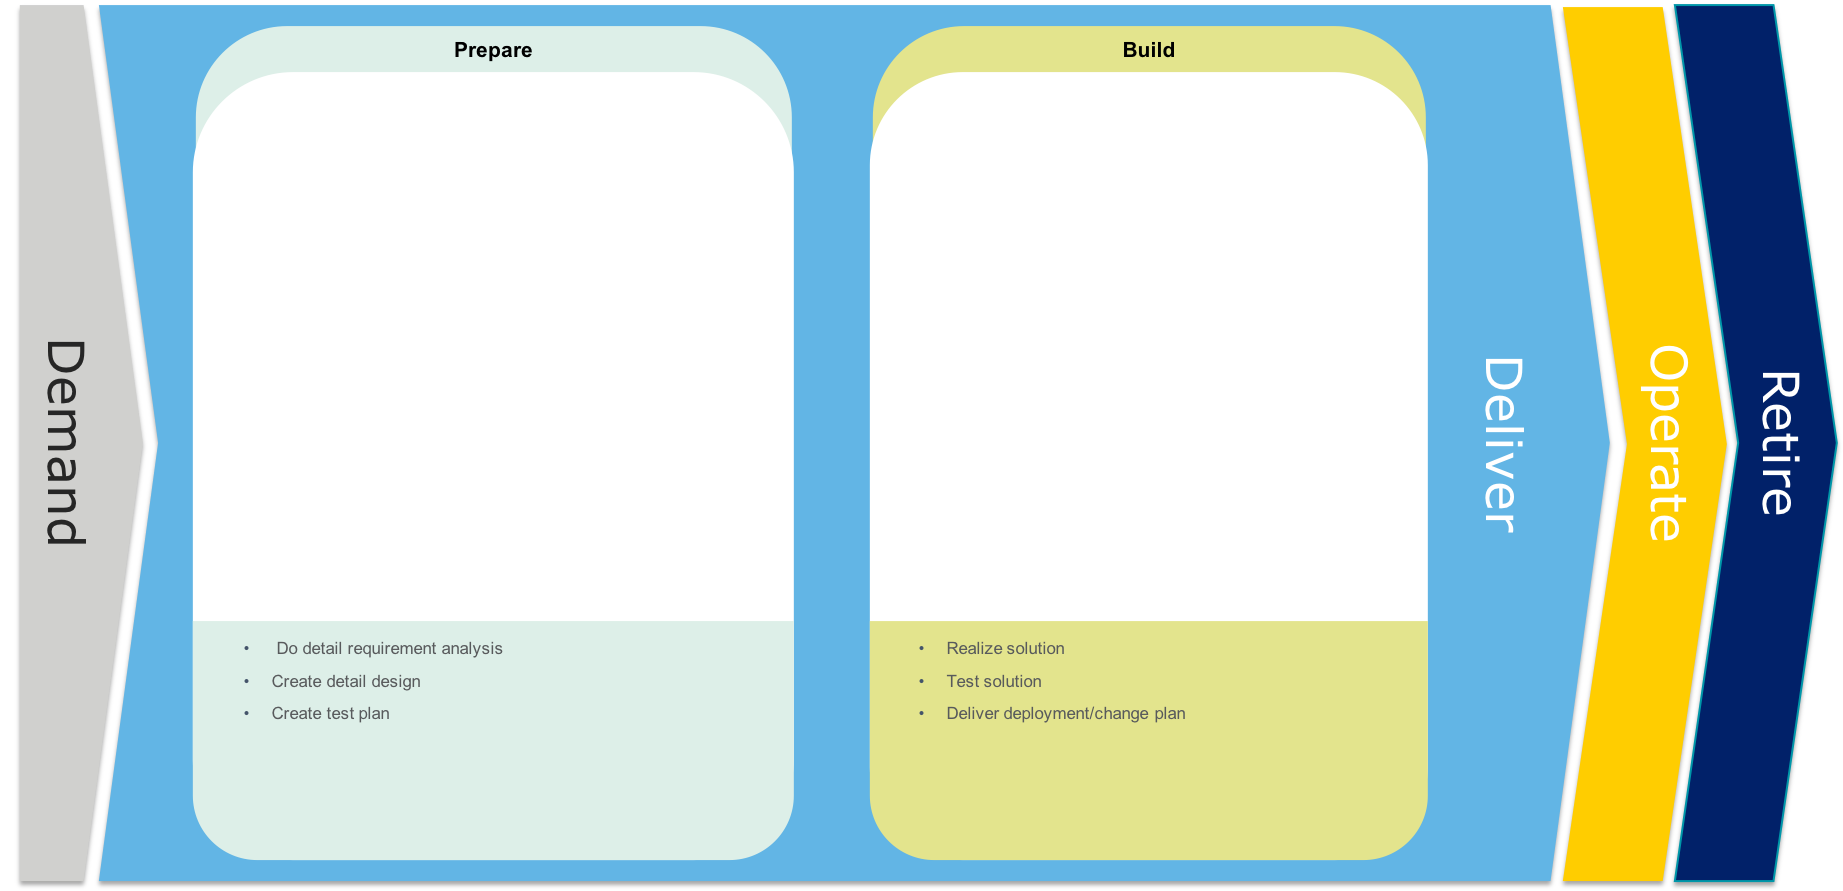 Demand
Prepare
• Do detail requirement analysis
• Create detail design
• Create test plan
Build
• Realize solution
• Test solution
• Deliver deployment/change plan
Deliver
Operate
Retire